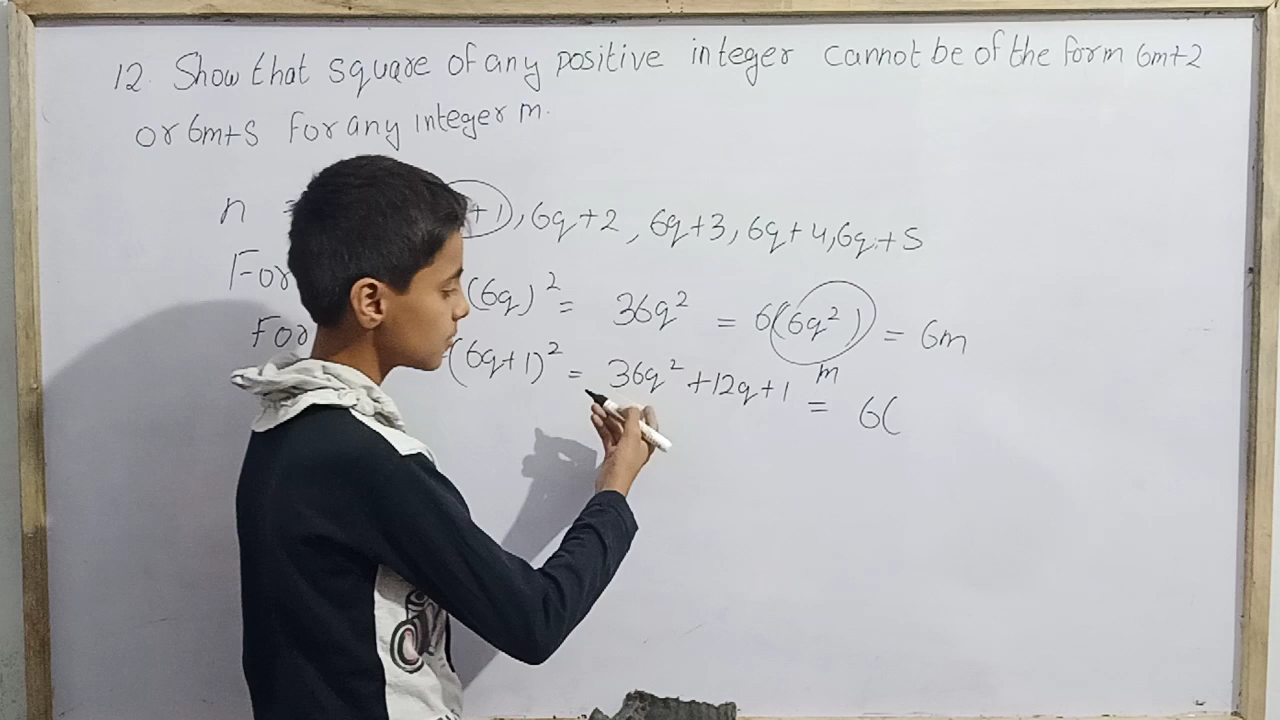 12. Show that square of any positive integer cannot be of the form 6m+2
or 6m+5 for any integer m.
n +1), 6q+2, 6q+3, 6q+4, 6q+5
For (6q)² = 36q² = 6(6q²) = 6m
m
For (6q+1)² = 36q² +12q+1 = 6(